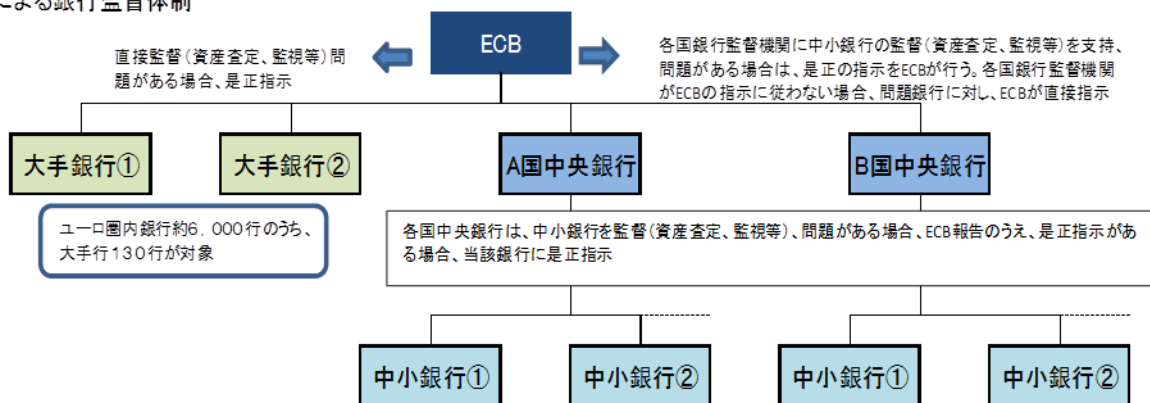 による銀行監督体制
ECB
直接監督(資産査定、監視等)問
題がある場合、是正指示
各国銀行監督機関に中小銀行の監督(資産査定、監視等)を支持、
問題がある場合は、是正の指示をECBが行う。各国銀行監督機関
がECBの指示に従わない場合、問題銀行に対し、ECBが直接指示
大手銀行①
大手銀行②
A国中央銀行
B国中央銀行
ユーロ圏内銀行約6,000行のうち、
大手行130行が対象
各国中央銀行は、中小銀行を監督(資産査定、監視等)、問題がある場合、ECB報告のうえ、是正指示があ
る場合、当該銀行に是正指示
中小銀行①
中小銀行②
中小銀行①
中小銀行②